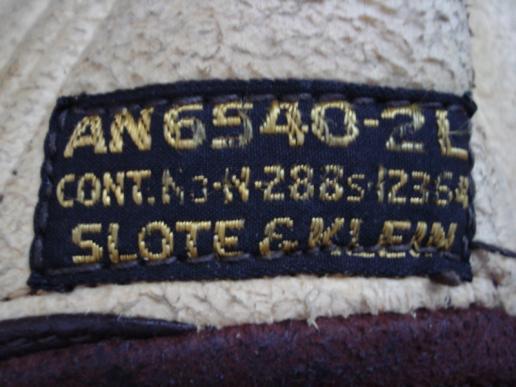 AN6540-2L
CONT.No-N-288s-12364
SLOTE & KLEIN